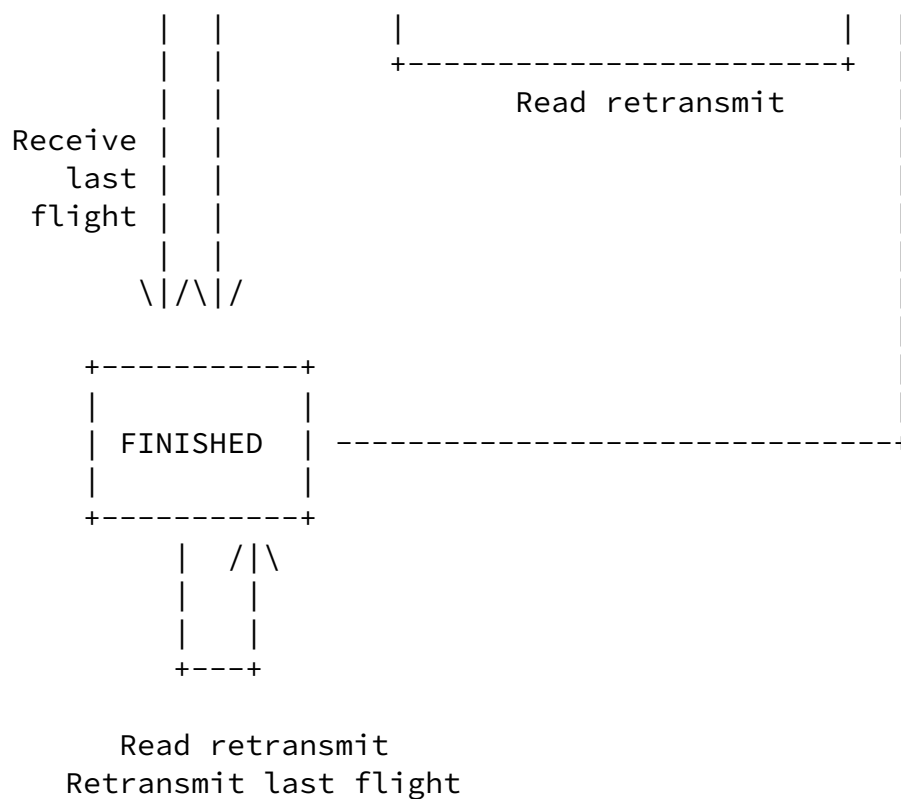 Read retransmit
Receive
last
flight
FINISHED
Read retransmit
Retransmit last flight